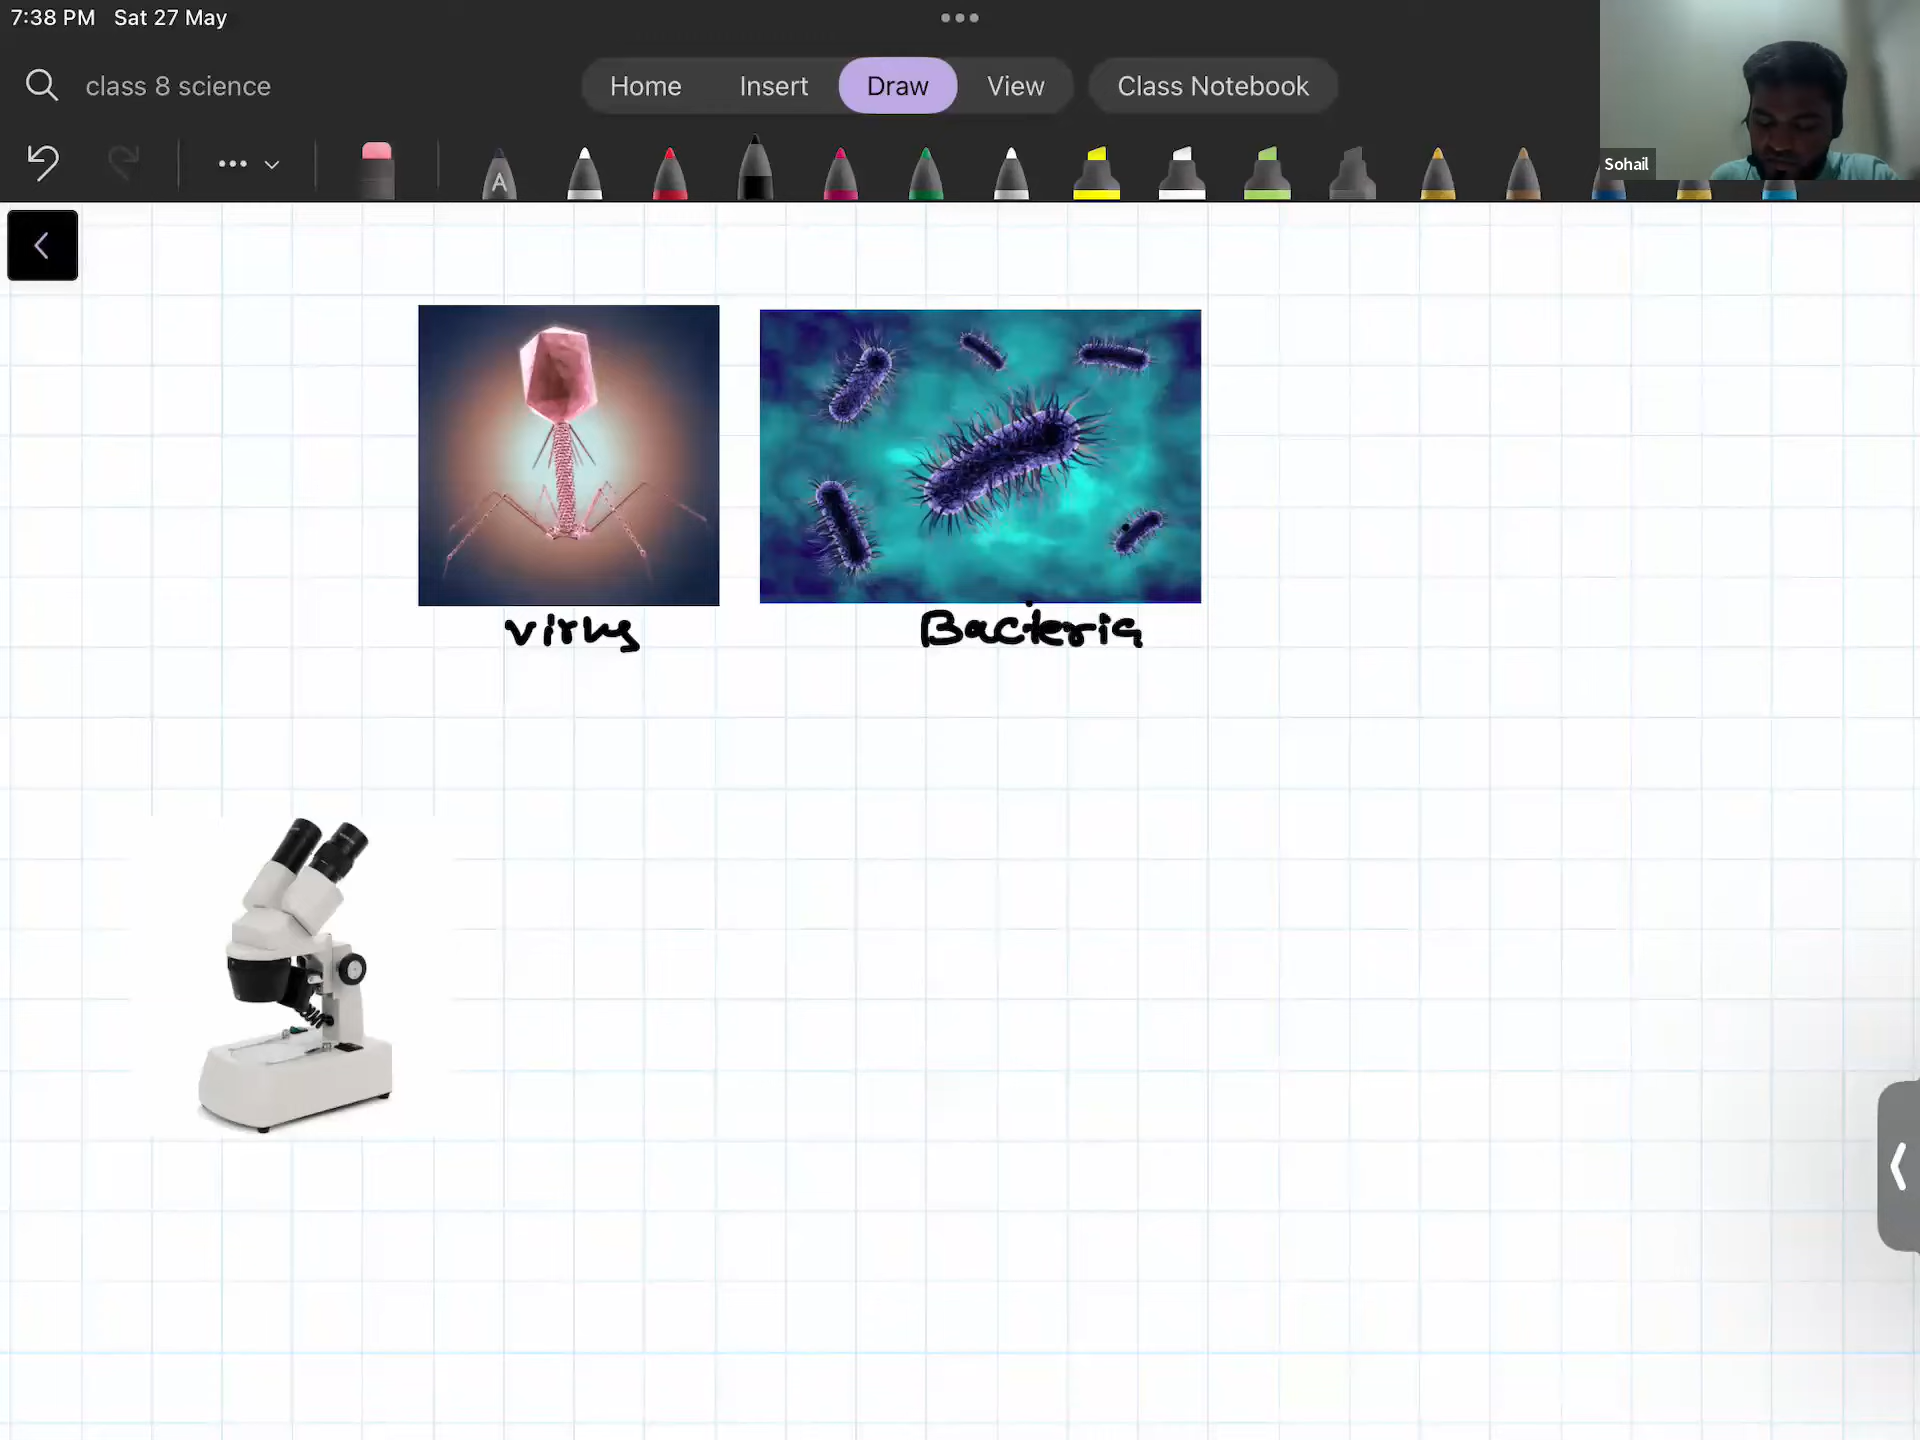 7:38 PM Sat 27 May
class 8 science
Home Insert Draw View Class Notebook
A
Sohail
virus Bacteria